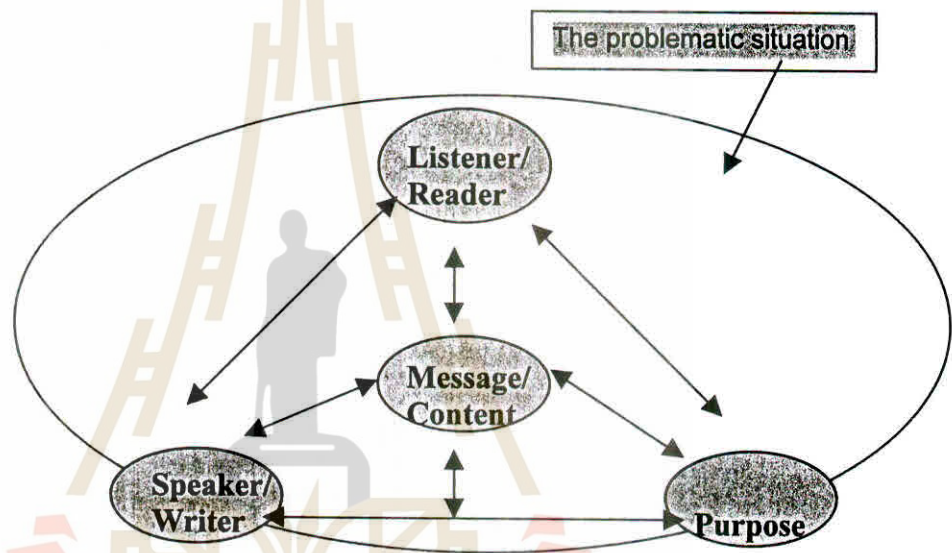 The problematic situation
Listener/
Reader
Message/
Content
Speaker/
Writer
Purpose